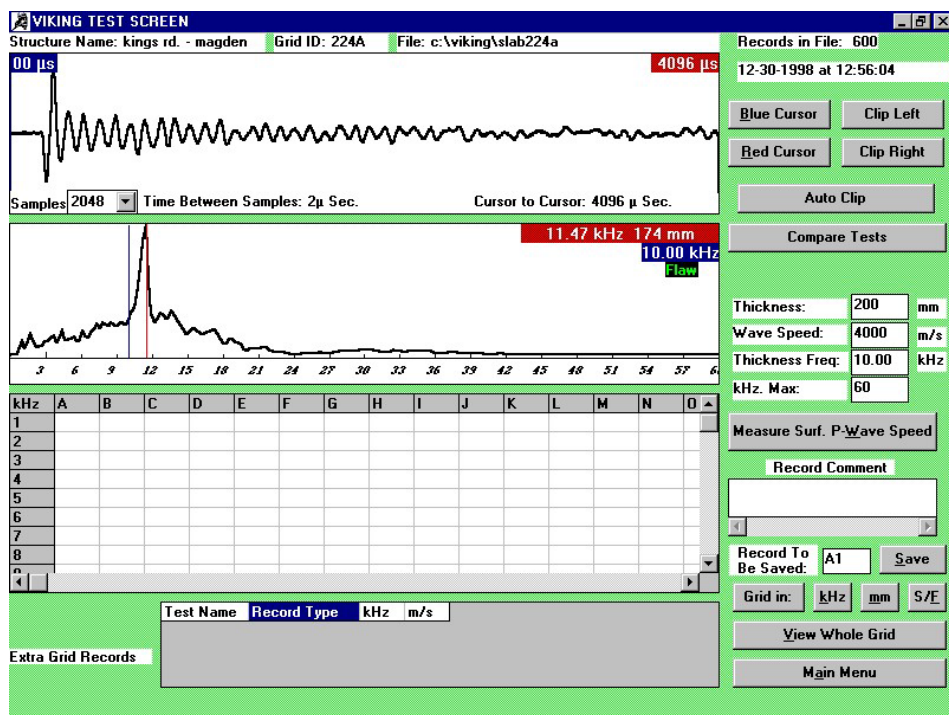 VIKING TEST SCREEN
Structure Name: kings rd. - magden Grid ID: 224A File: c:\viking\slab224a Records in File: 600
00 µs 4096 µs
12-30-1998 at 12:56:04
Blue Cursor Clip Left
Red Cursor Clip Right
Samples 2048 Time Between Samples: 2µ Sec. Cursor to Cursor: 4096 µ Sec.
Auto Clip
11.47 kHz 174 mm
10.00 kHz
Flaw
Compare Tests
Thickness: 200 mm
Wave Speed: 4000 m/s
Thickness Freq: 10.00 kHz
kHz. Max: 60
3 6 9 12 15 18 21 24 27 30 33 36 39 42 45 48 51 54 57
kHz A B C D E F G H I J K L M N O
1
2
3
4
5
6
7
8
Measure Surf. P-Wave Speed
Record Comment
Record To
Be Saved: A1 Save
Grid in: kHz mm S/F
View Whole Grid
Main Menu
Test Name Record Type kHz m/s
Extra Grid Records